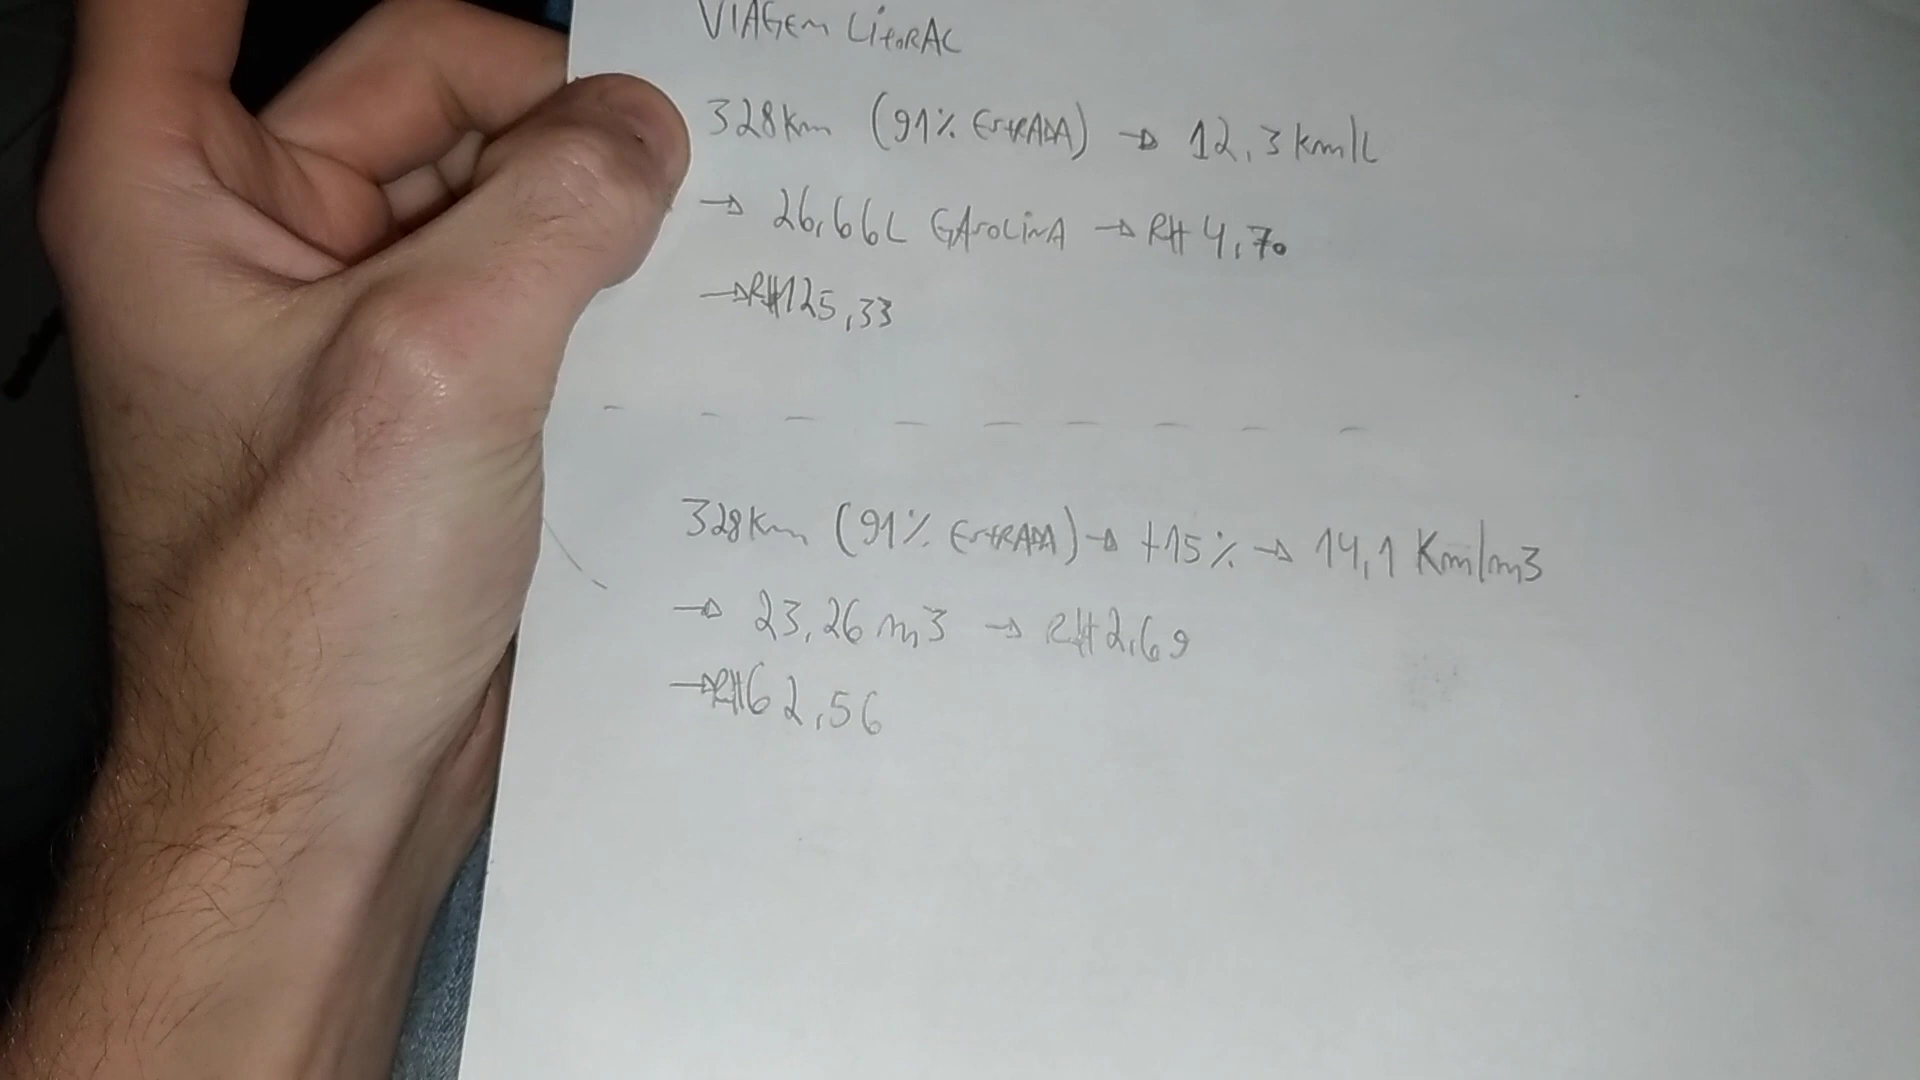 VIAGEM LitoRAL
328Km (91% EstRADA) → 12,3 km/L
→ 26,66L GASOLINA → R$ 4,70
→ R$125,33
328Km (91% EstRADA) → +15% → 14,1 Km/m3
→ 23,26 m3 → R$2,69
→ R$62,56